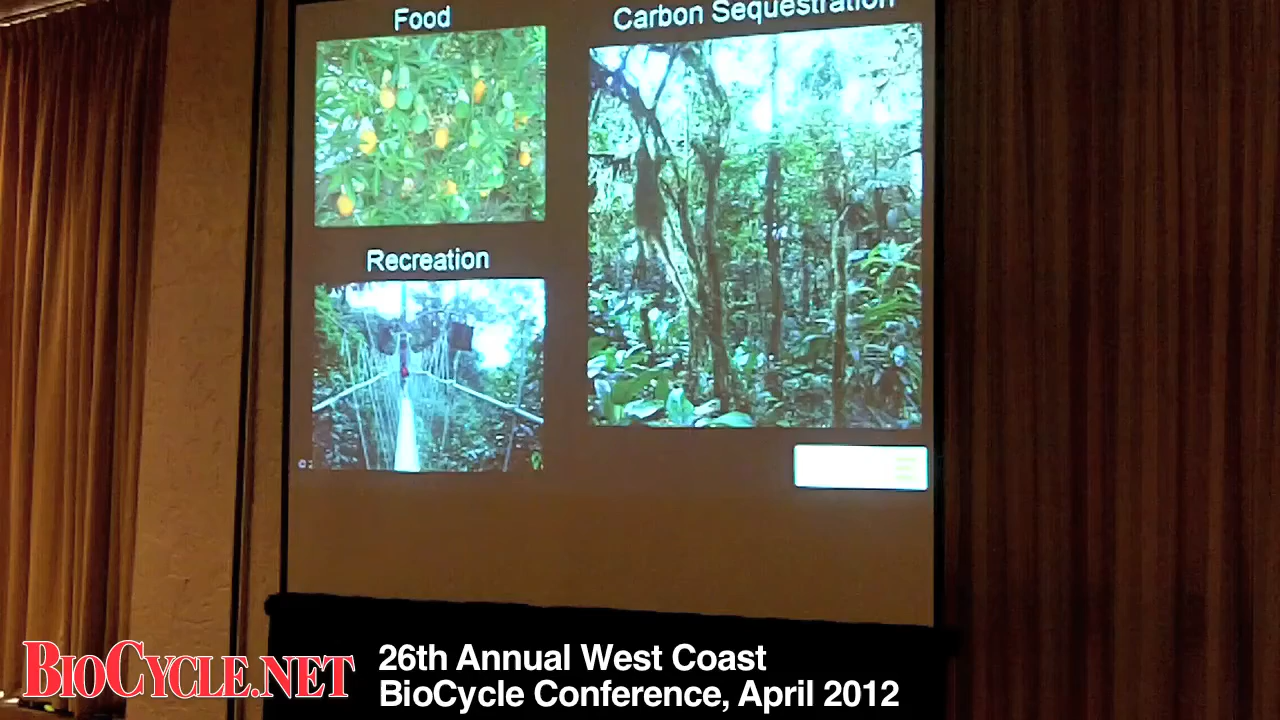 Food
Carbon Sequestration
Recreation
BIOCYCLE.NET
26th Annual West Coast
BioCycle Conference, April 2012